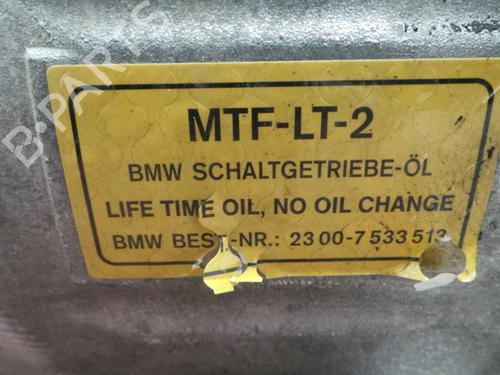 B-PARTS
MTF-LT-2
BMW SCHALTGETRIEBE-ÖL
LIFE TIME OIL, NO OIL CHANGE
BMW BEST-NR.: 23 00-7 533 513